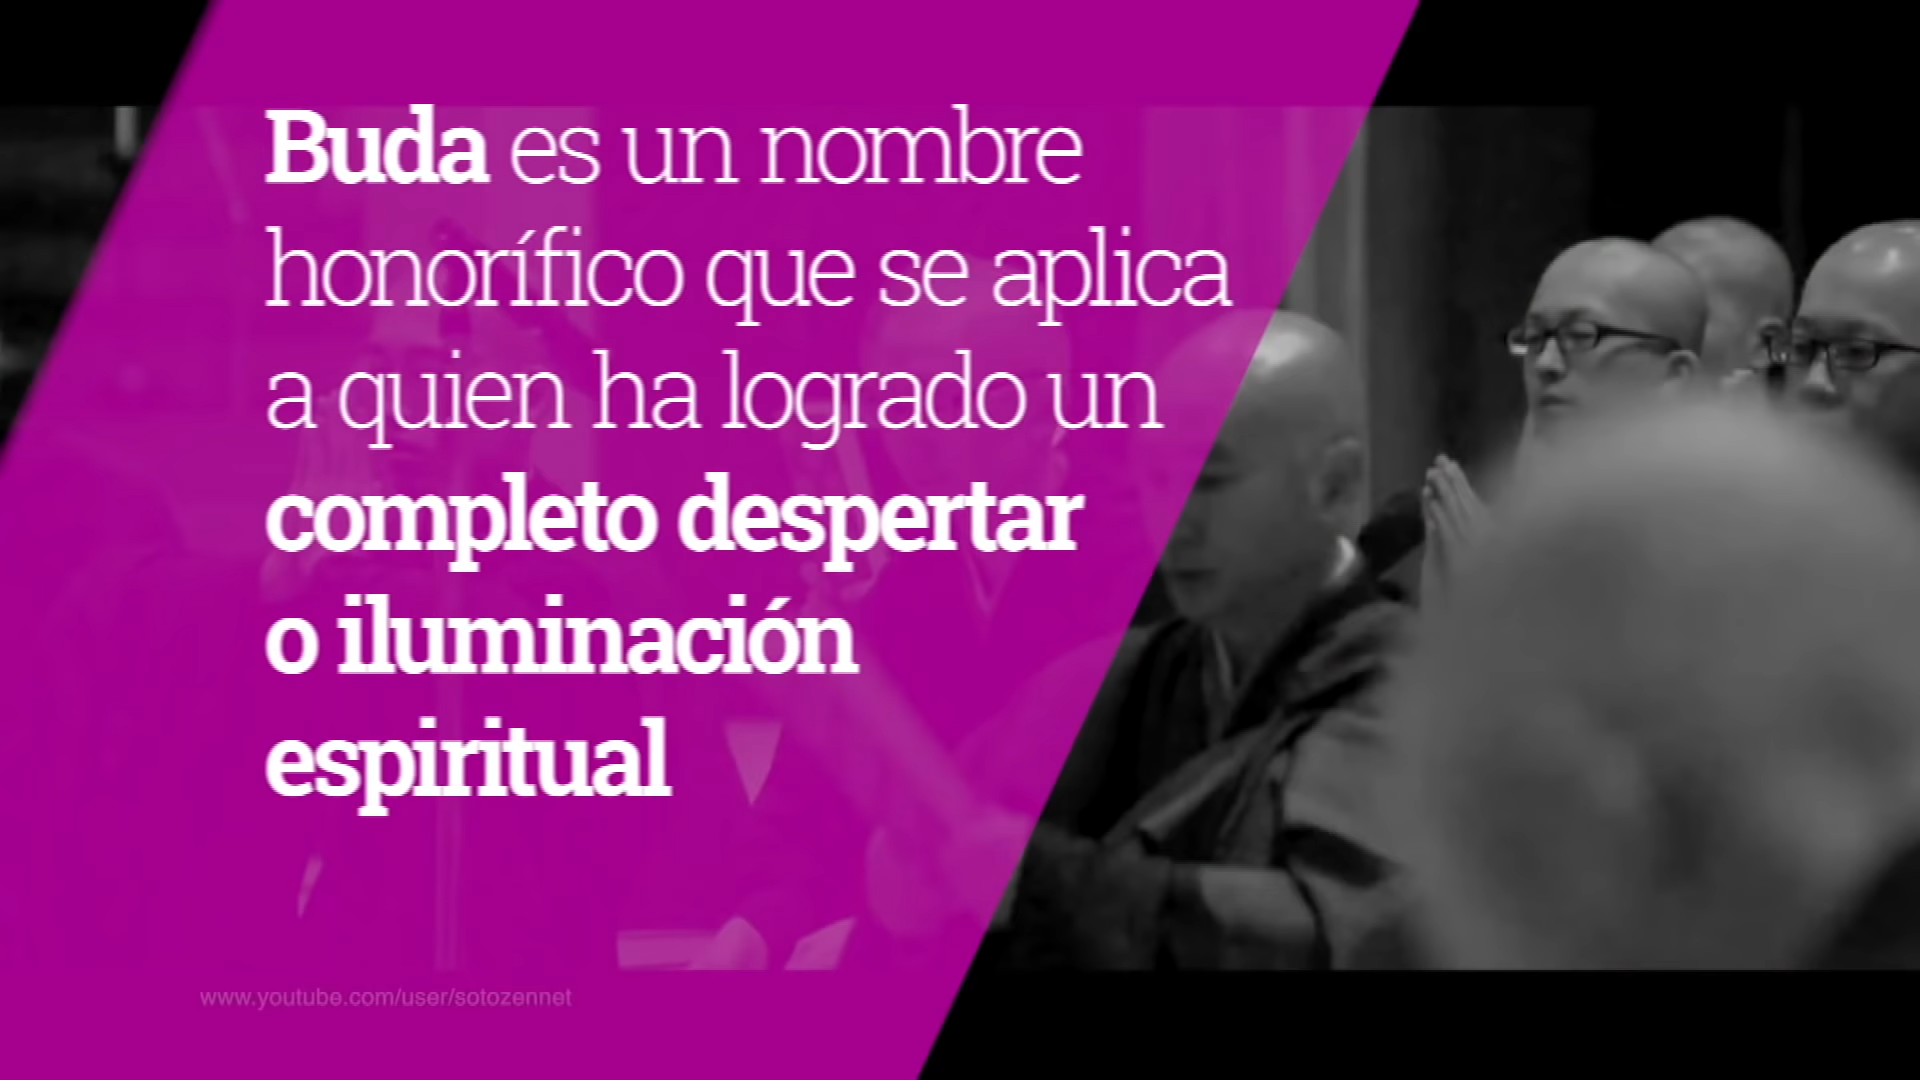 Buda es un nombre
honorífico que se aplica
a quien ha logrado un
completo despertar
o iluminación
espiritual
www.youtube.com/user/sotozennet